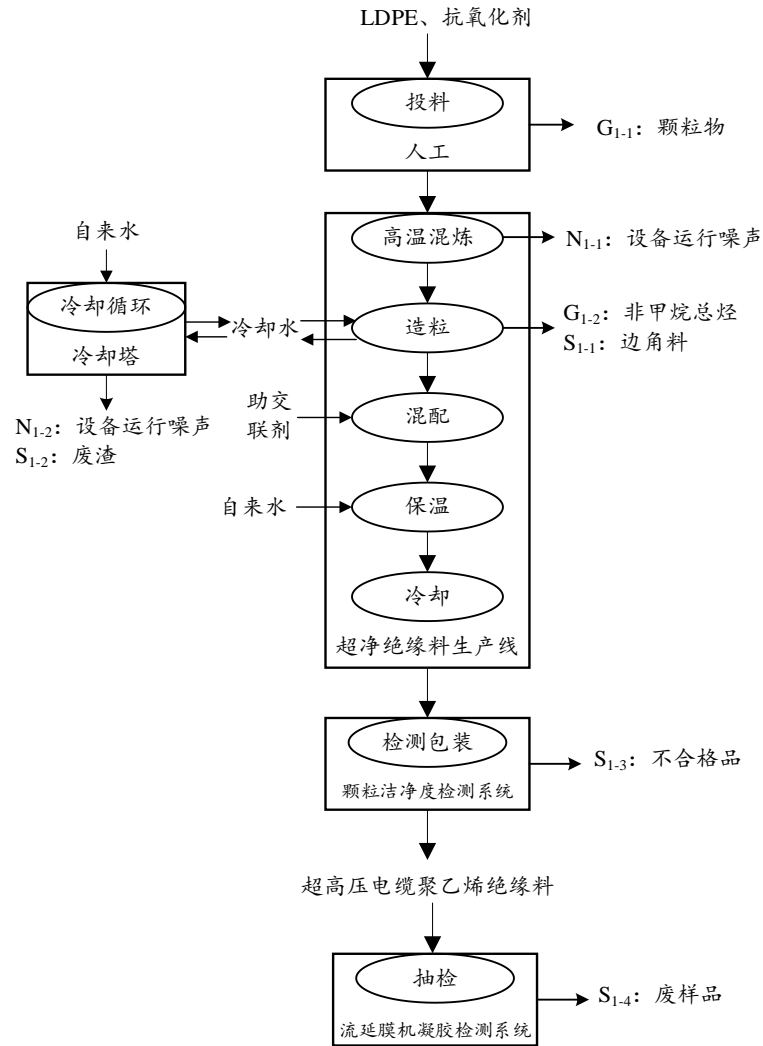 LDPE、抗氧化剂
投料
人工
G1-1：颗粒物
自来水
高温混炼
N1-1：设备运行噪声
冷却循环
冷却塔
冷却水
造粒
G1-2：非甲烷总烃
S1-1：边角料
N1-2：设备运行噪声
S1-2：废渣
助交
联剂
混配
自来水
保温
冷却
超净绝缘料生产线
检测包装
颗粒洁净度检测系统
S1-3：不合格品
超高压电缆聚乙烯绝缘料
抽检
流延膜机凝胶检测系统
S1-4：废样品